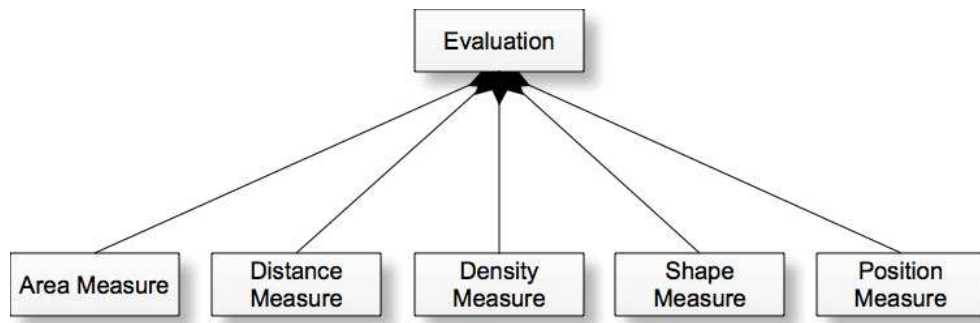 Evaluation
Area Measure
Distance
Measure
Density
Measure
Shape
Measure
Position
Measure